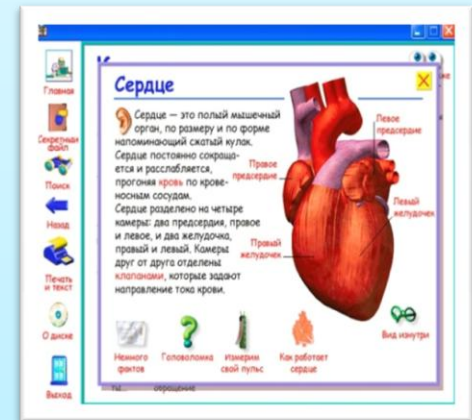 Главная
Секретный файл
Поиск
Назад
Печать и текст
О диске
Выход
Сердце
Сердце — это полый мышечный
орган, по размеру и по форме
напоминающий сжатый кулак.
Сердце постоянно сокраща-
ется и расслабляется,
прогоняя кровь по крове-
носным сосудам.
Сердце разделено на четыре
камеры: два предсердия, правое
и левое, и два желудочка,
правый и левый. Камеры
друг от друга отделены
клапанами, которые задают
направление тока крови.
Левое
предсердие
Правое
предсердие
Левый
желудочек
Правый
желудочек
Немного
фактов
Головоломка
Измерим
свой пульс
Как работает
сердце
Вид изнутри